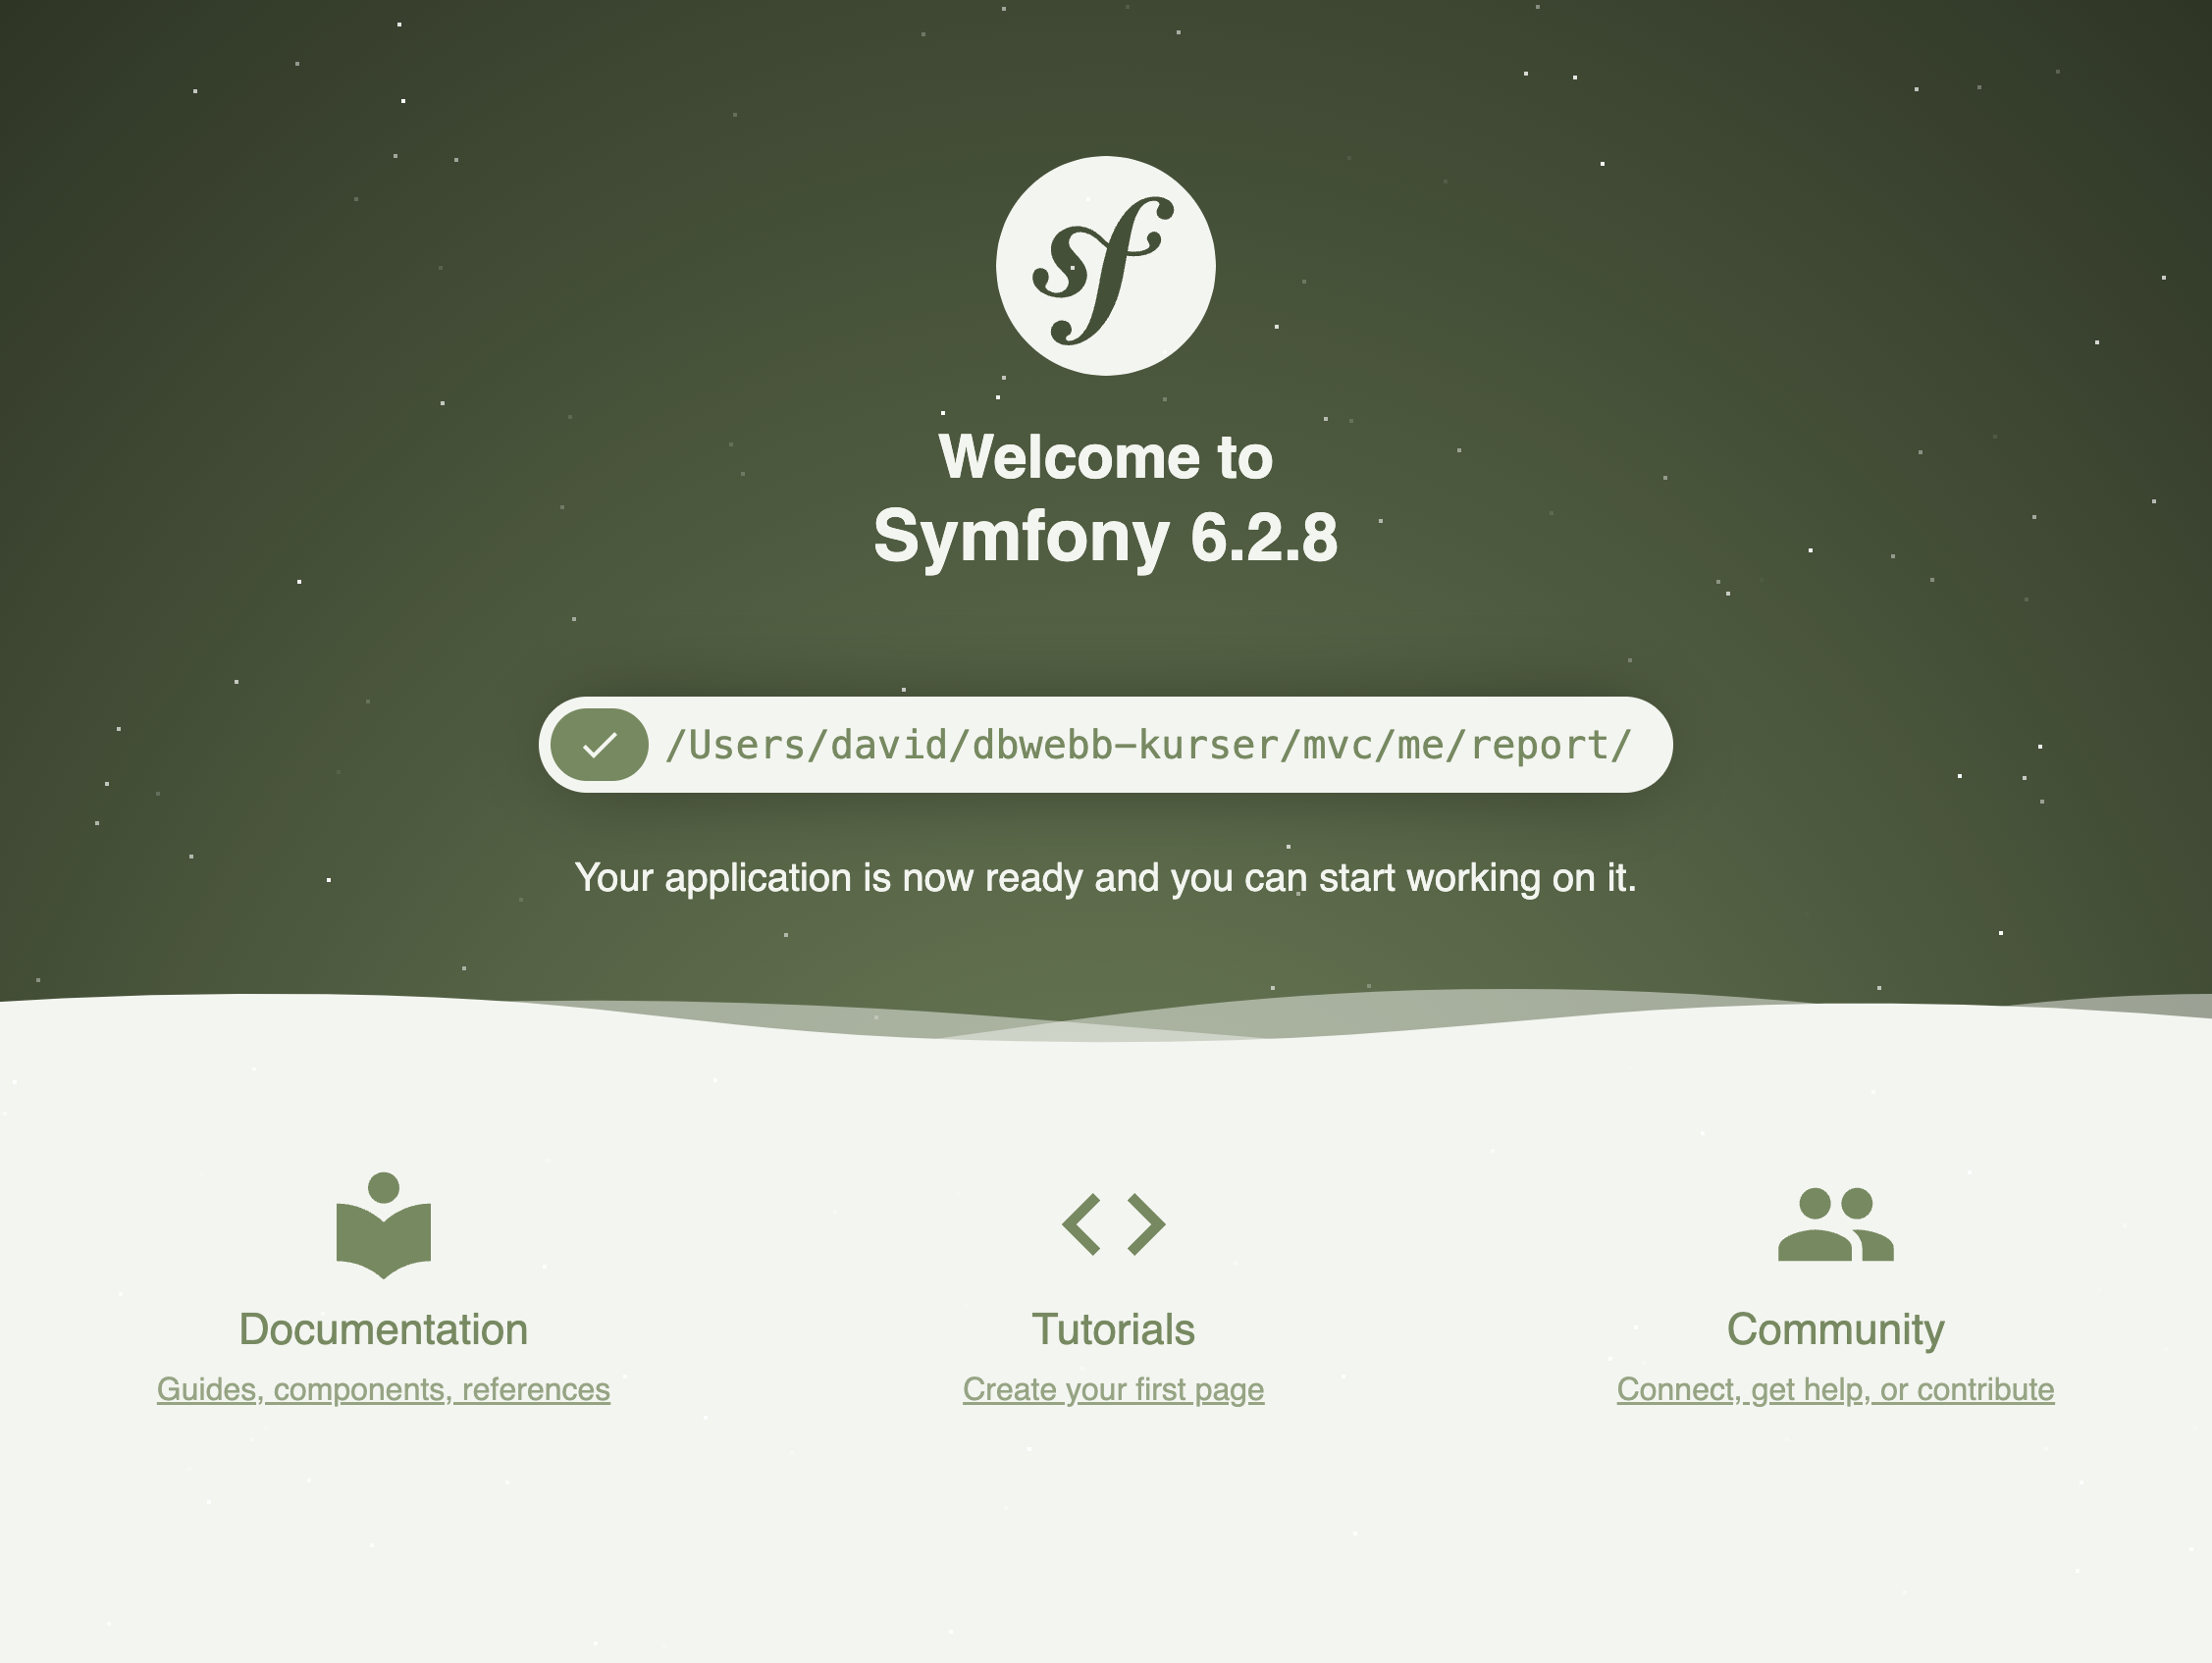 sf
Welcome to
Symfony 6.2.8
/Users/david/dbwebb-kurser/mvc/me/report/
Your application is now ready and you can start working on it.
Documentation
Guides, components, references
Tutorials
Create your first page
Community
Connect, get help, or contribute